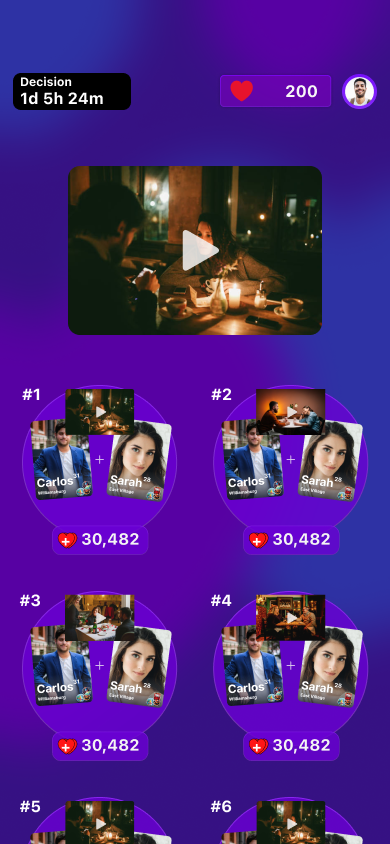 Decision
1d 5h 24m
200
#1
#2
Carlos 31
Williamsburg
Sarah 28
East Village
Carlos 31
Williamsburg
Sarah 28
East Village
30,482
30,482
#3
#4
Carlos 31
Williamsburg
Sarah 28
East Village
Carlos 31
Williamsburg
Sarah 28
East Village
30,482
30,482
#5
#6